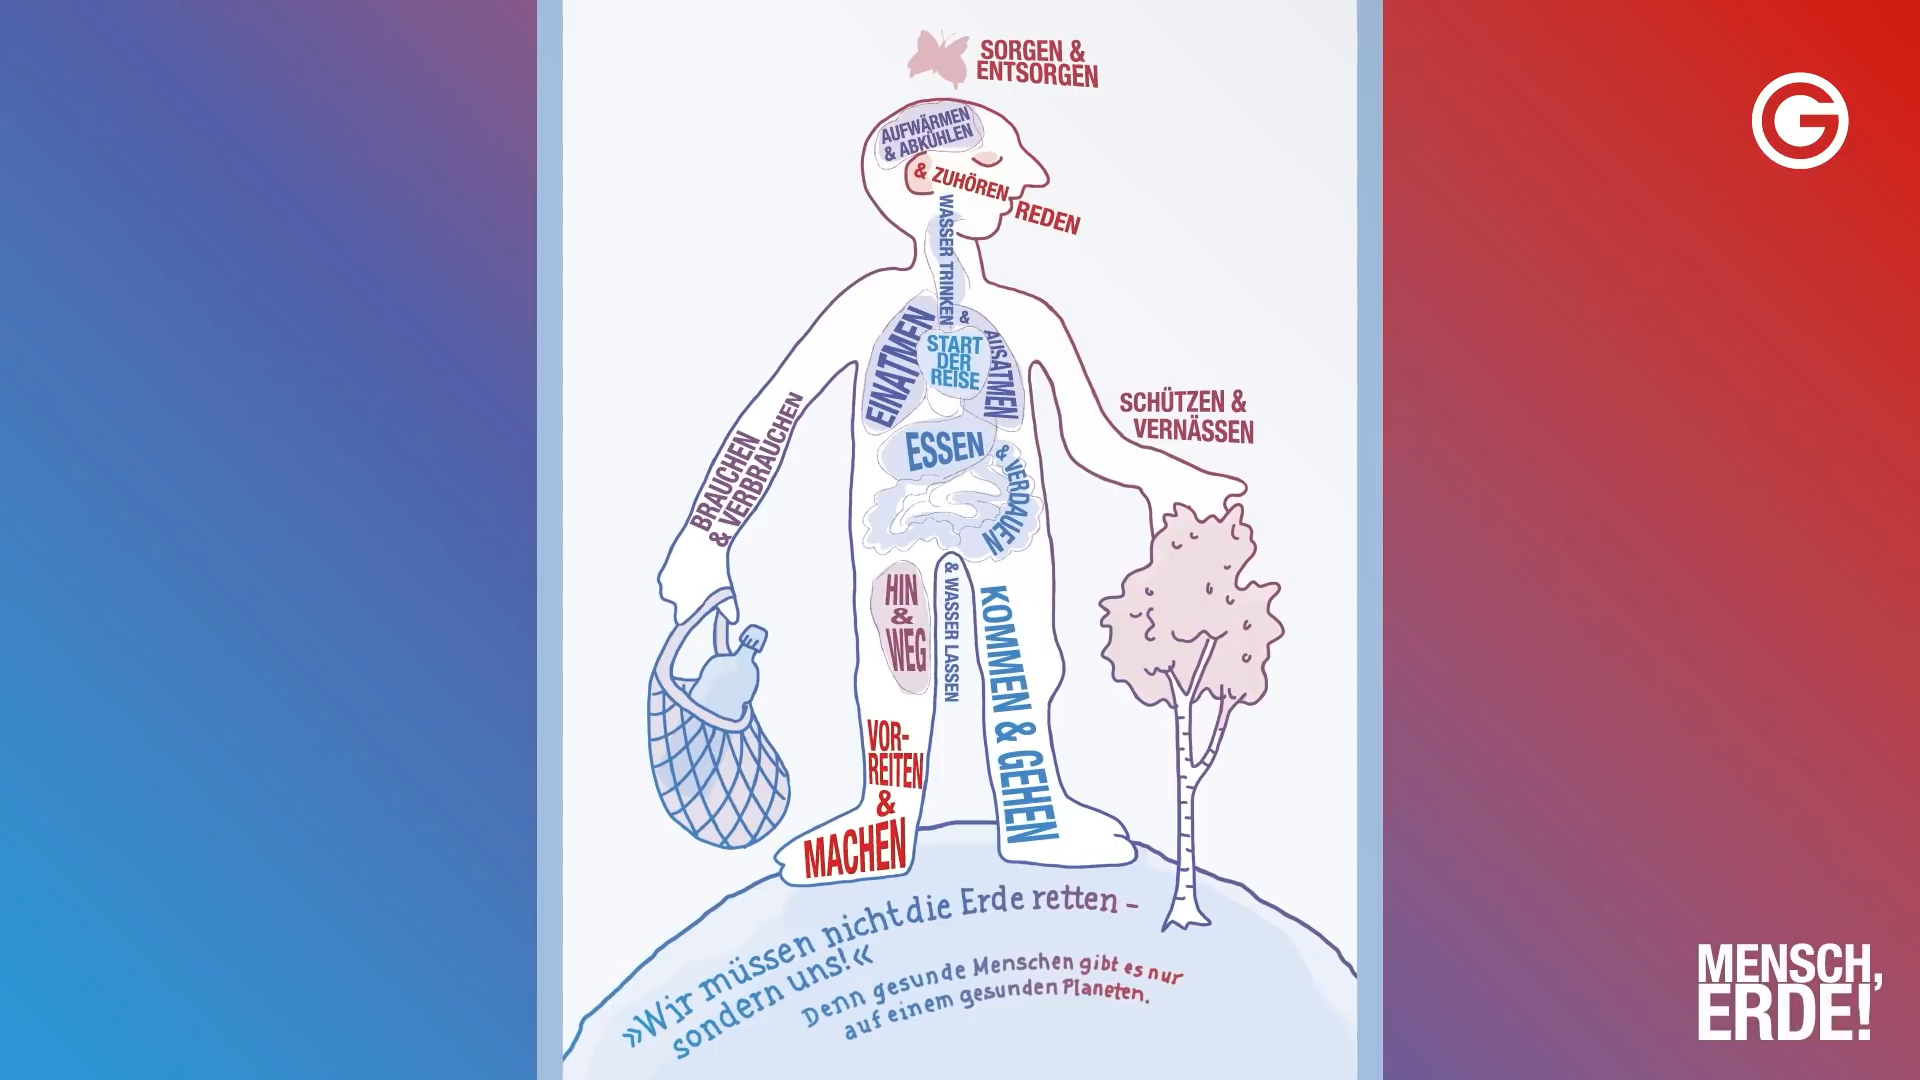 SORGEN &
ENTSORGEN
AUFWÄRMEN
& ABKÜHLEN
& ZUHÖREN
REDEN
WASSER TRINKEN
EINATMEN
&
AUSATMEN
START
DER
REISE
SCHÜTZEN &
VERNÄSSEN
BRAUCHEN
& VERBRAUCHEN
ESSEN
& VERDAUEN
HIN
&
WEG
& WASSER LASSEN
KOMMEN & GEHEN
VOR-
REITEN
&
MACHEN
»Wir müssen nicht die Erde retten –
sondern uns!«
Denn gesunde Menschen gibt es nur
auf einem gesunden Planeten.
G
MENSCH,
ERDE!